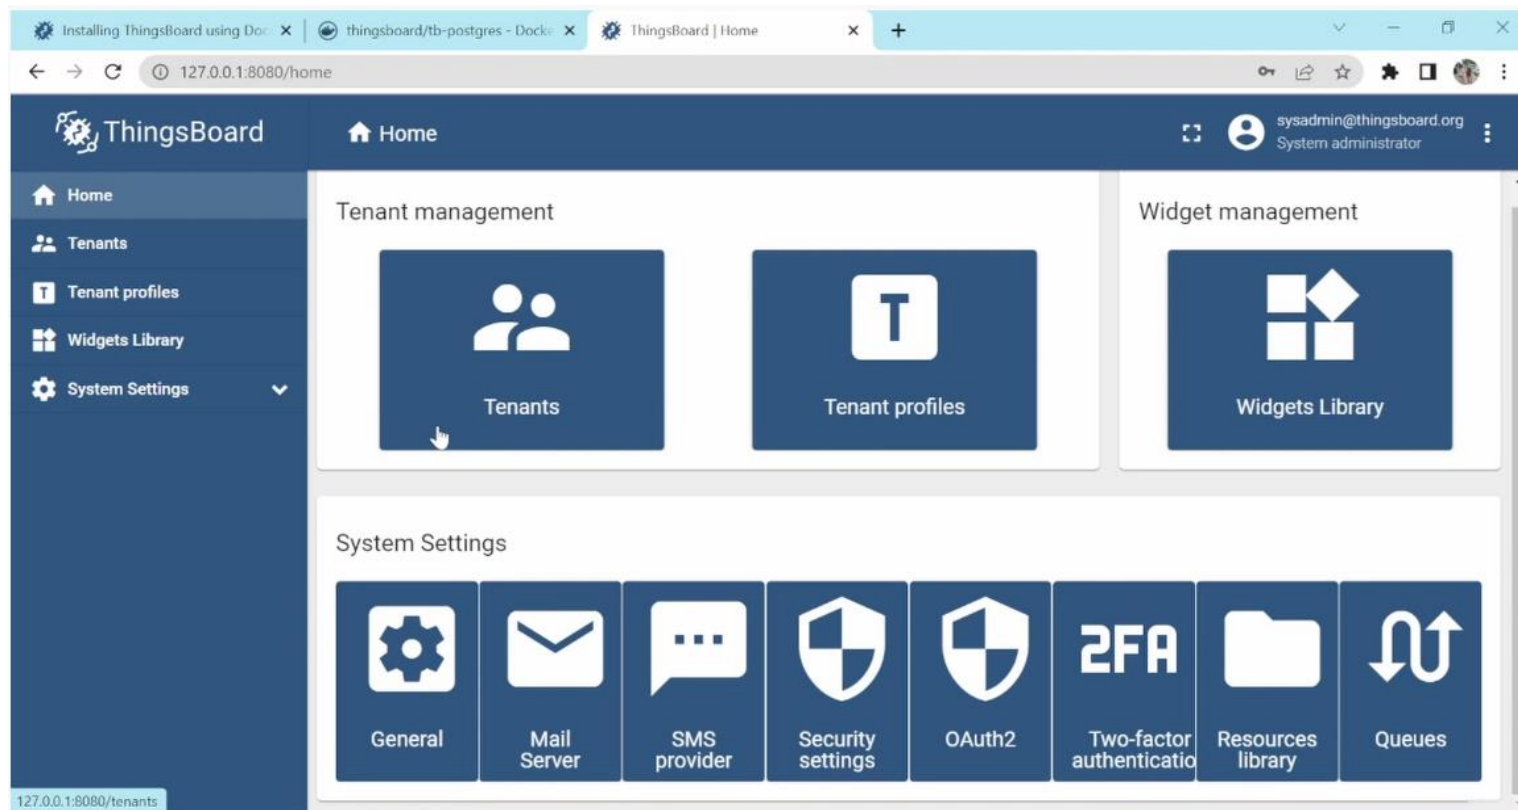 Installing ThingsBoard using Doc
thingsboard/tb-postgres - Docke
ThingsBoard | Home
127.0.0.1:8080/home
ThingsBoard
Home
sysadmin@thingsboard.org
System administrator
Home
Tenants
Tenant profiles
Widgets Library
System Settings
Tenant management
Widget management
Tenants
T
Tenant profiles
Widgets Library
System Settings
General
Mail
Server
SMS
provider
Security
settings
OAuth2
2FA
Two-factor
authenticatio
Resources
library
Queues
127.0.0.1:8080/tenants